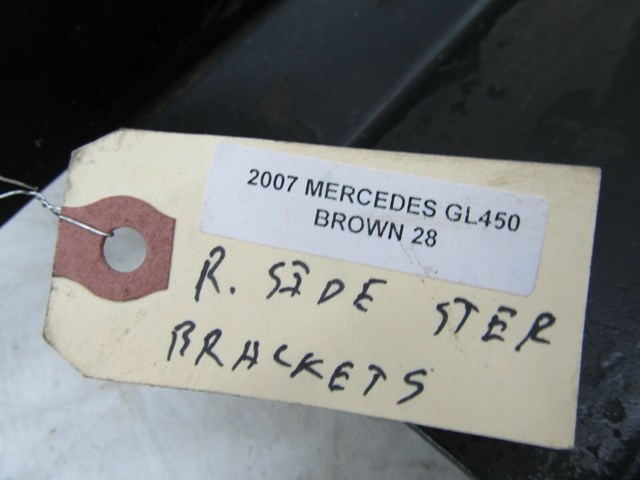 2007 MERCEDES GL450
BROWN 28
R. SIDE STER
BRACKETS